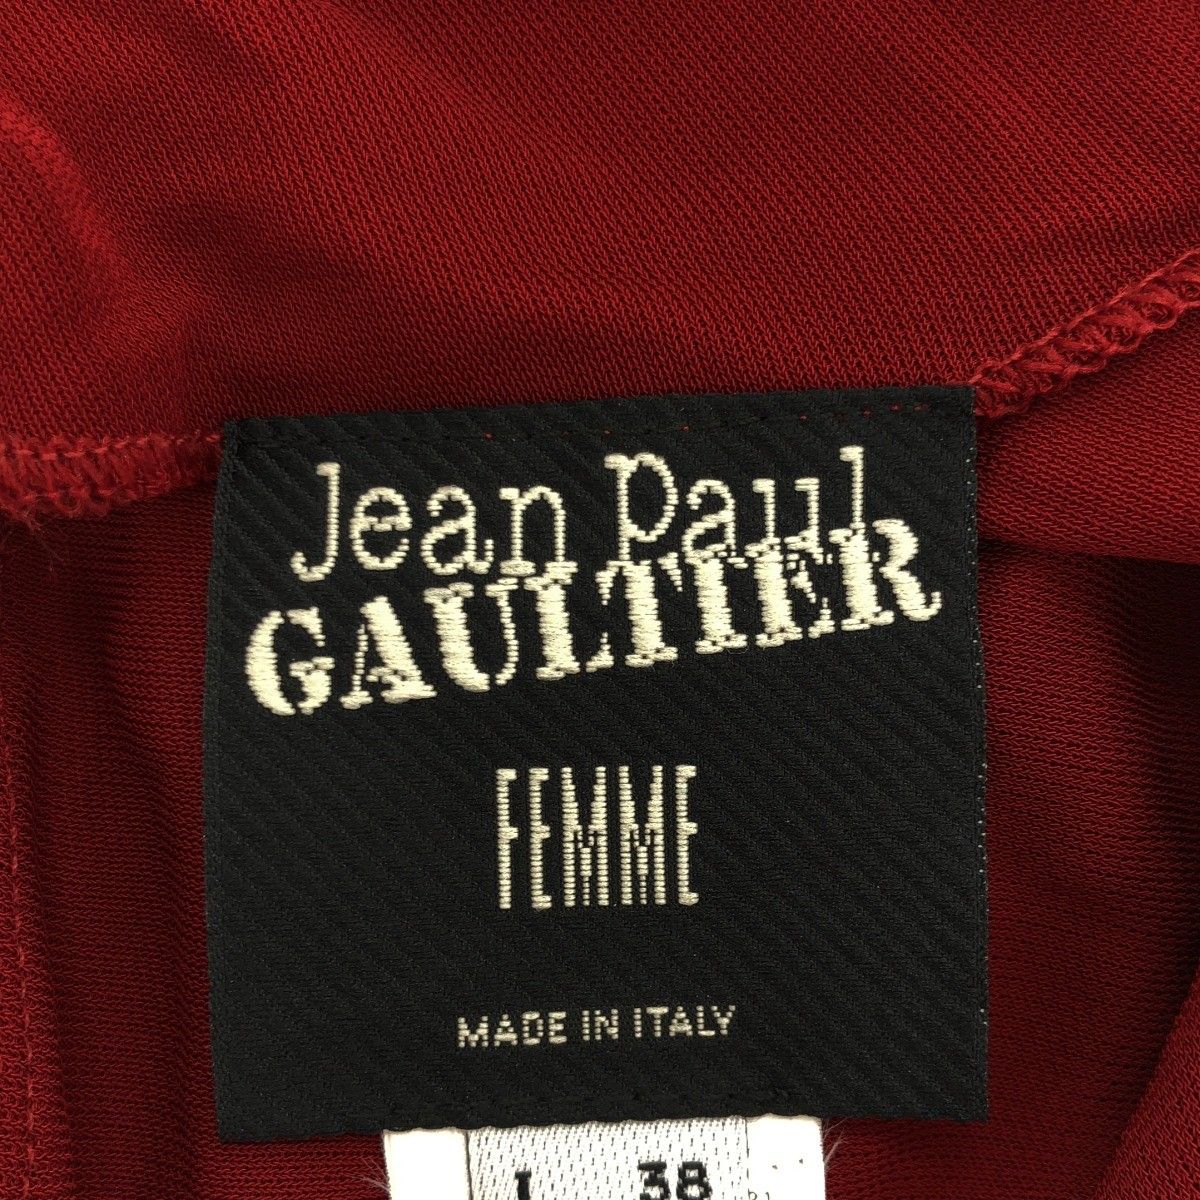 Jean Paul
GAULTIER
FEMME
MADE IN ITALY
I 38